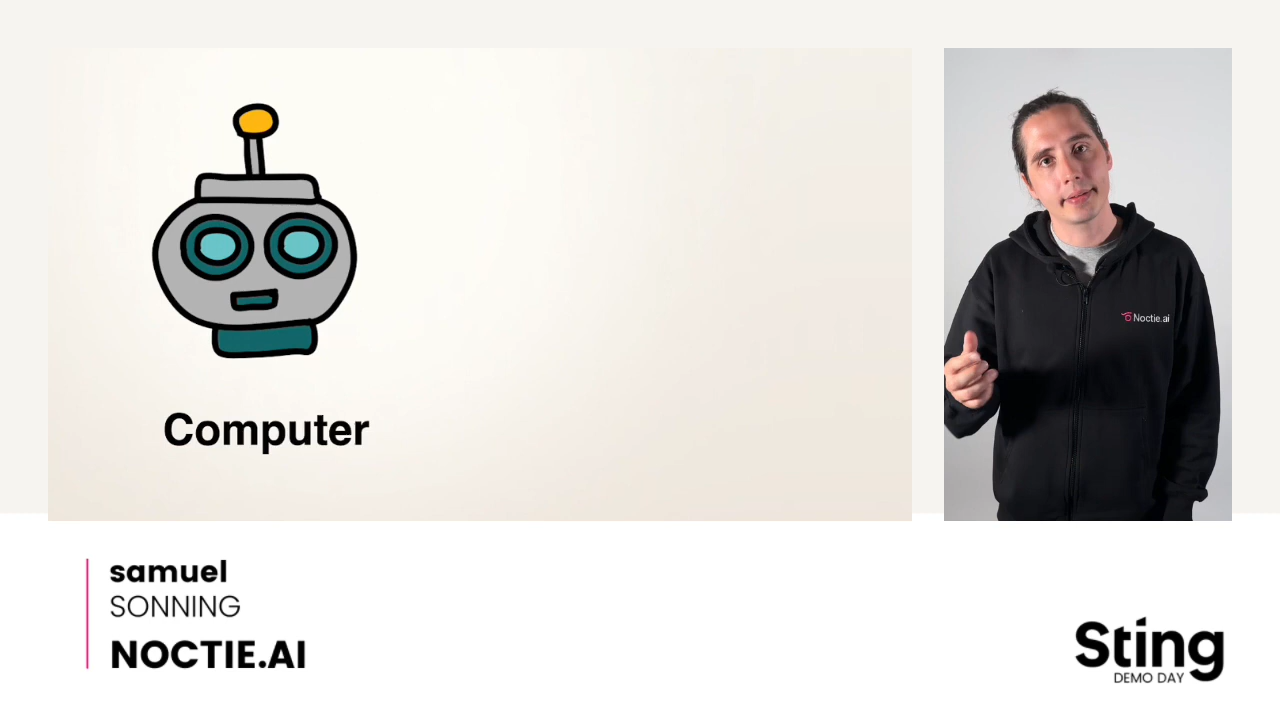 Computer
Noctie.ai
samuel
SONNING
NOCTIE.AI
Sting
DEMO DAY